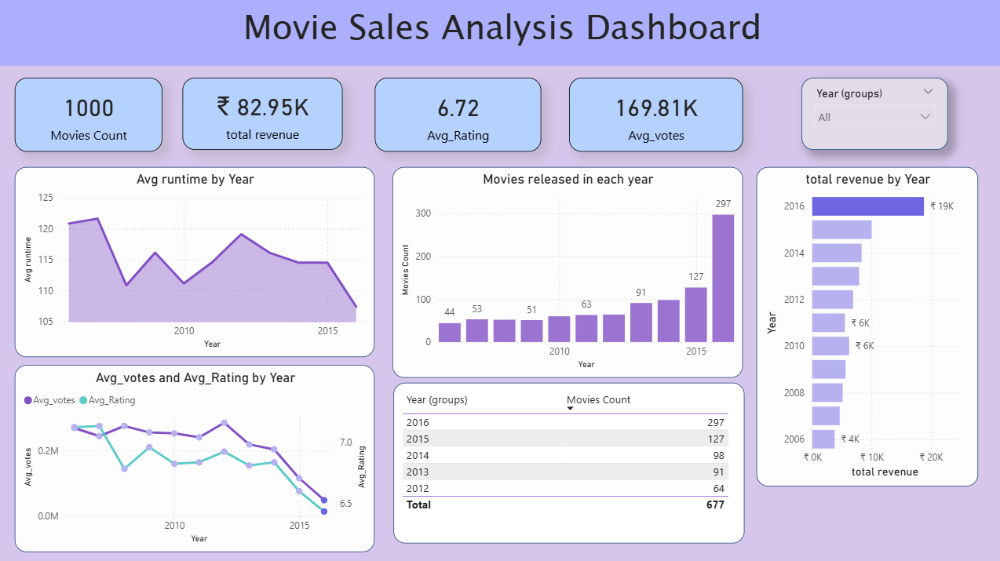 Movie Sales Analysis Dashboard
1000
Movies Count
₹ 82.95K
total revenue
6.72
Avg_Rating
169.81K
Avg_votes
Year (groups)
All
Avg runtime by Year
Avg runtime
125
120
115
110
105
2010 2015
Year
Movies released in each year
Movies Count
300
200
100
0
44 53 51 63 91 127 297
2010 2015
Year
total revenue by Year
Year
2016 ₹ 19K
2014
2012
₹ 6K
2010 ₹ 6K
2008
2006 ₹ 4K
₹ 0K ₹ 10K ₹ 20K
total revenue
Avg_votes and Avg_Rating by Year
Avg_votes Avg_Rating
Avg_votes
0.2M
0.0M
7.0
6.5
Avg_Rating
2010 2015
Year
Year (groups) Movies Count
2016 297
2015 127
2014 98
2013 91
2012 64
Total 677